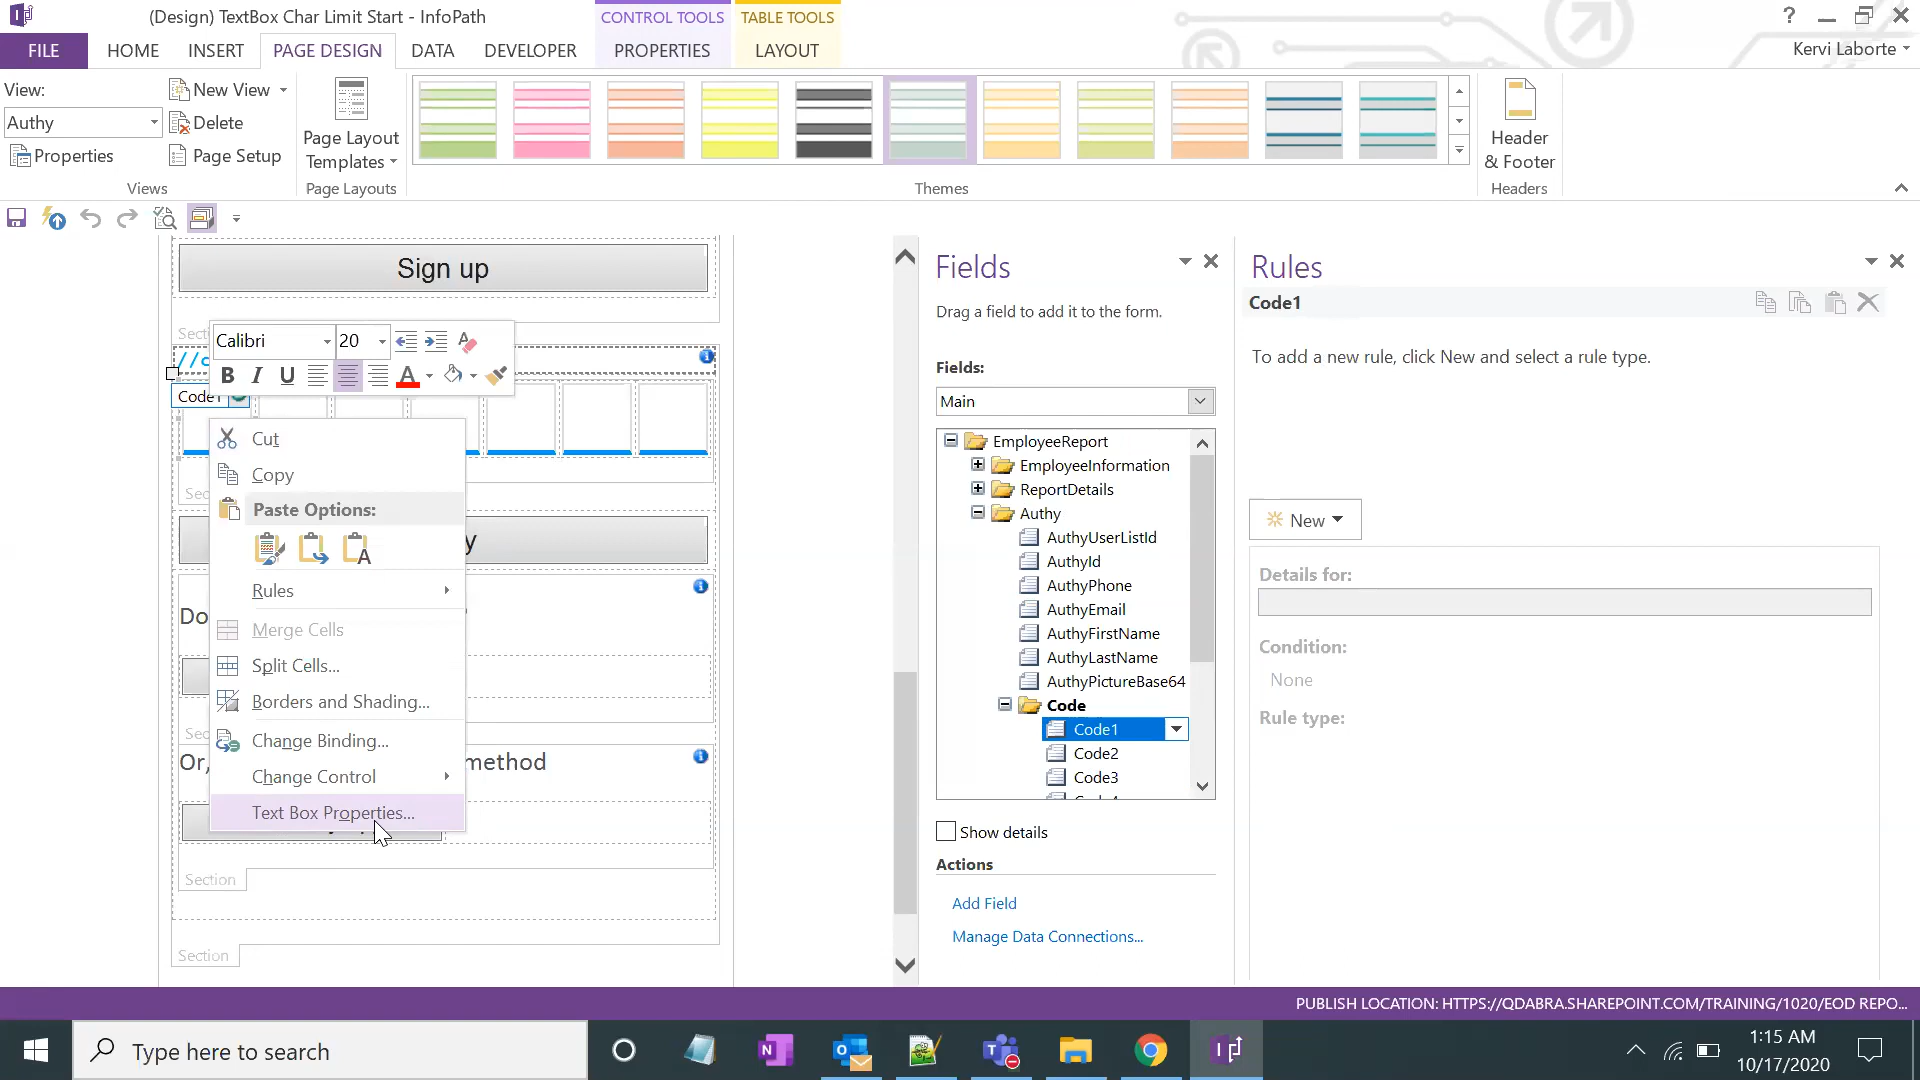 (Design) TextBox Char Limit Start - InfoPath
CONTROL TOOLS
TABLE TOOLS
?
FILE
HOME
INSERT
PAGE DESIGN
DATA
DEVELOPER
PROPERTIES
LAYOUT
Kervi Laborte
View:
Authy
Properties
New View
Delete
Page Setup
Views
Page Layout
Templates
Page Layouts
Themes
Header
& Footer
Headers
Sign up
Calibri
20
B I U
A
Code1
Cut
Copy
Paste Options:
Rules
Merge Cells
Split Cells...
Borders and Shading...
Change Binding...
Change Control
Text Box Properties...
Do
Or,
method
Section
Section
Fields
Drag a field to add it to the form.
Fields:
Main
EmployeeReport
EmployeeInformation
ReportDetails
Authy
AuthyUserListId
AuthyId
AuthyPhone
AuthyEmail
AuthyFirstName
AuthyLastName
AuthyPictureBase64
Code
Code1
Code2
Code3
Show details
Actions
Add Field
Manage Data Connections...
Rules
Code1
To add a new rule, click New and select a rule type.
New
Details for:
Condition:
None
Rule type:
PUBLISH LOCATION: HTTPS://QDABRA.SHAREPOINT.COM/TRAINING/1020/EOD REPO...
Type here to search
1:15 AM
10/17/2020